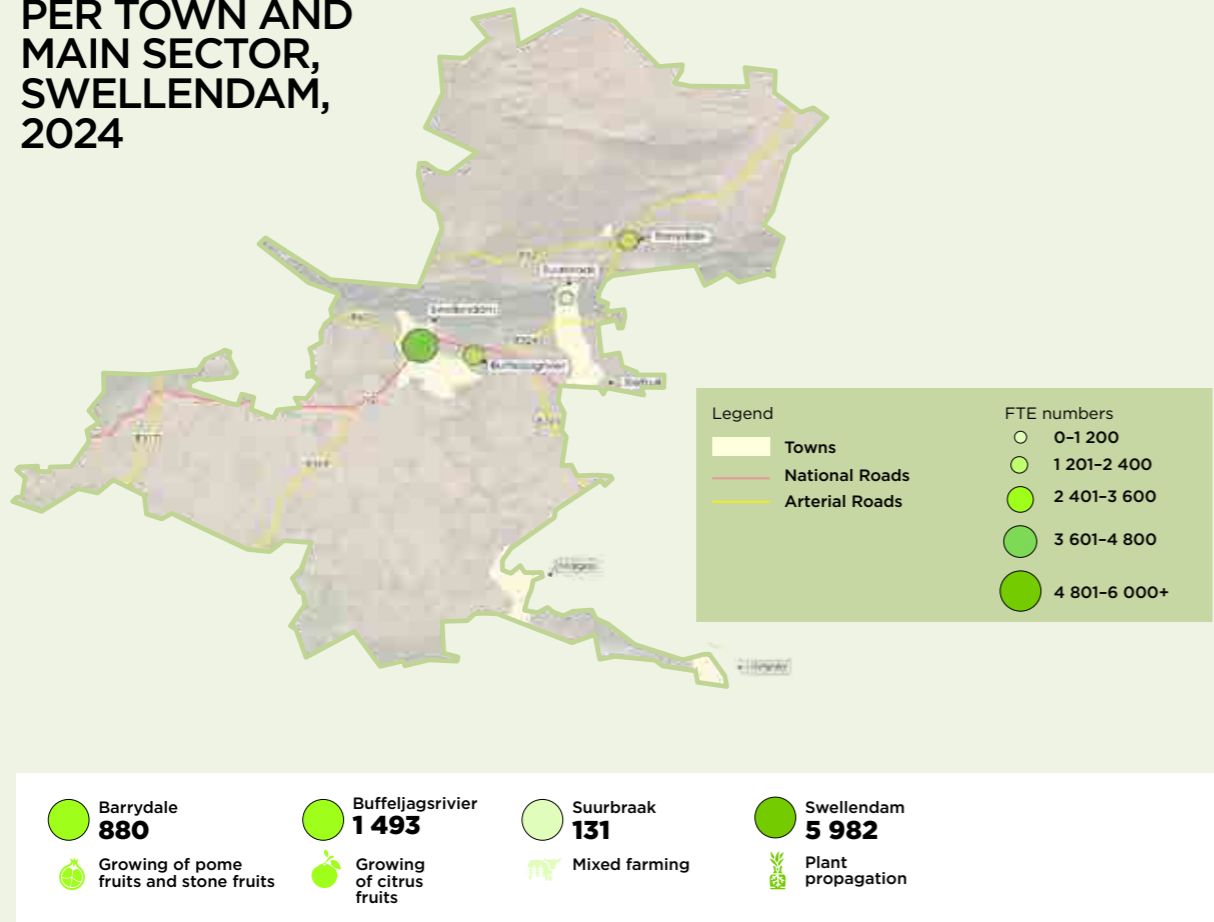 PER TOWN AND
MAIN SECTOR,
SWELLENDAM,
2024
Barrydale
Suurbraak
Swellendam
Buffeljagsrivier
Legend
Towns
National Roads
Arterial Roads
FTE numbers
0–1 200
1 201–2 400
2 401–3 600
3 601–4 800
4 801–6 000+
Barrydale
880
Growing of pome
fruits and stone fruits
Buffeljagsrivier
1 493
Growing
of citrus
fruits
Suurbraak
131
Mixed farming
Swellendam
5 982
Plant
propagation